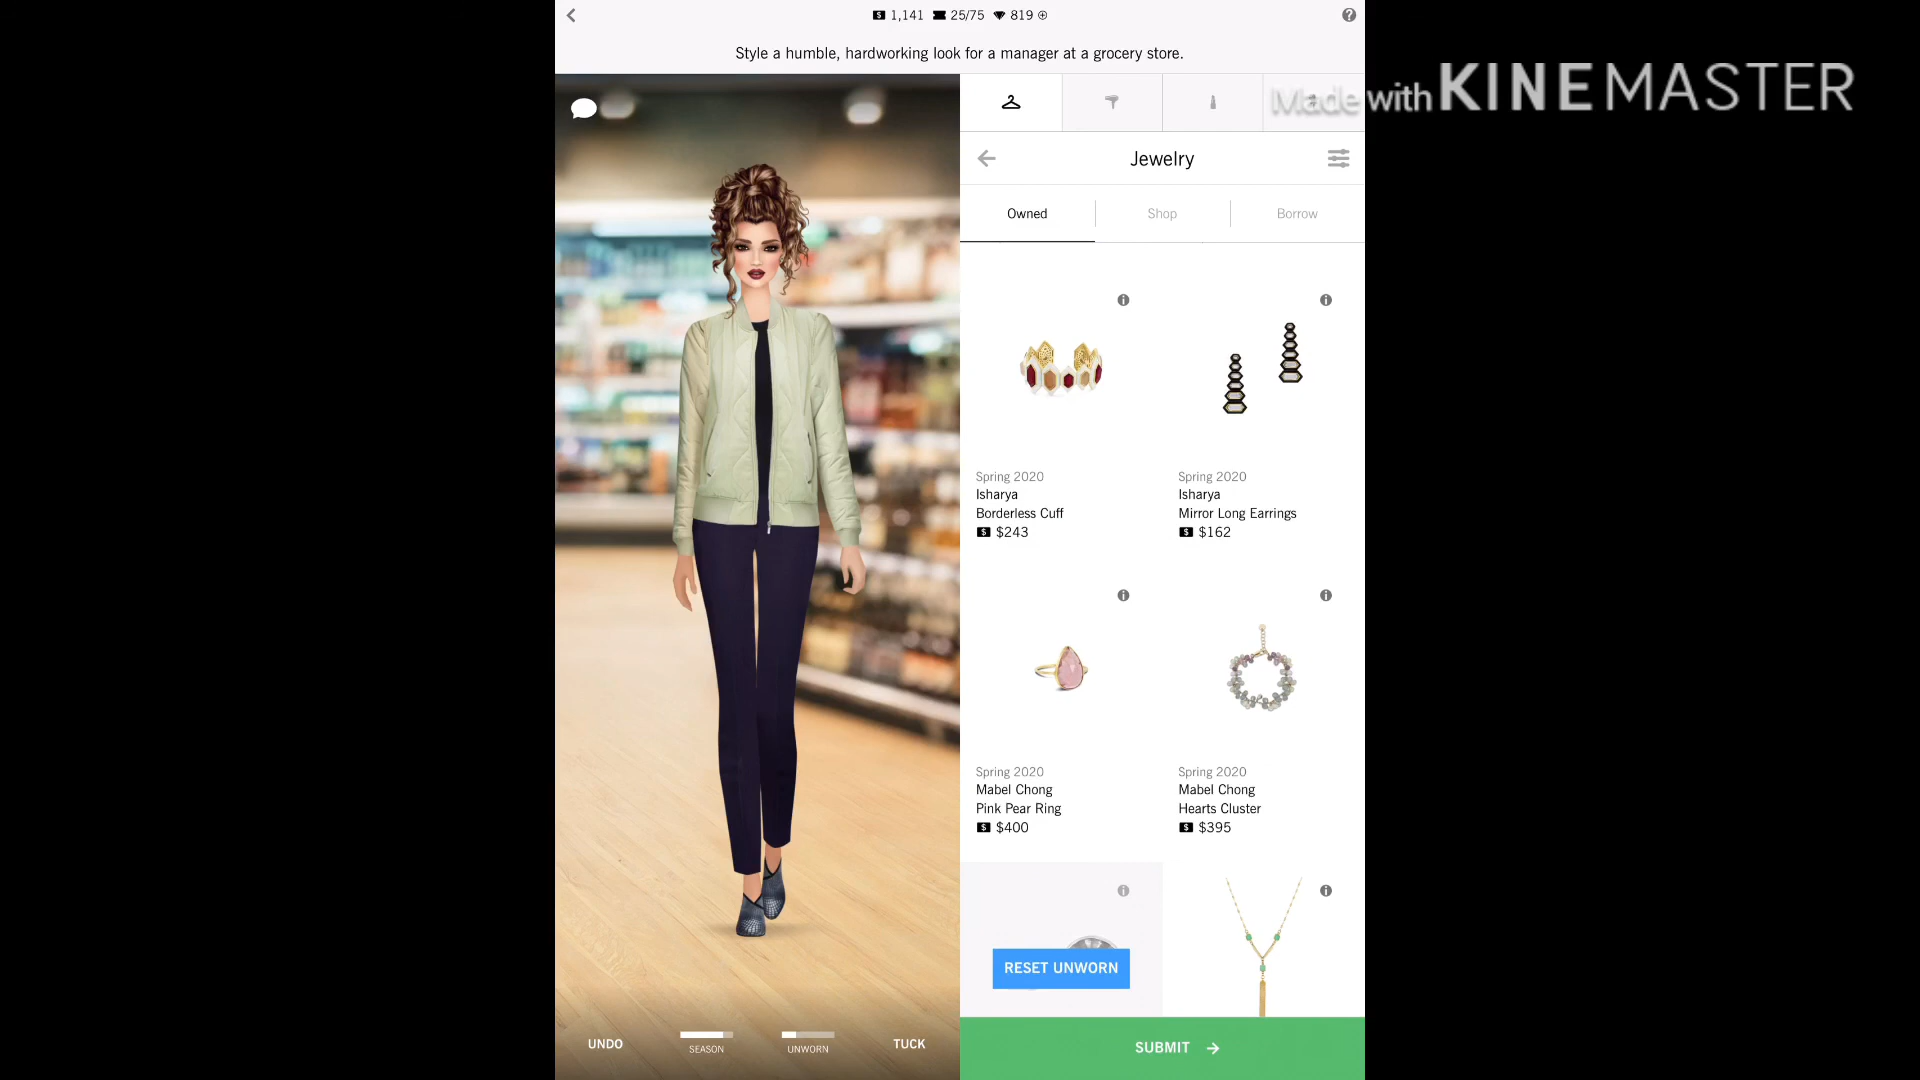 1,141 25/75 819
Style a humble, hardworking look for a manager at a grocery store.
Made with KINEMASTER
Jewelry
Owned Shop Borrow
Spring 2020
Isharya
Borderless Cuff
$243
Spring 2020
Isharya
Mirror Long Earrings
$162
Spring 2020
Mabel Chong
Pink Pear Ring
$400
Spring 2020
Mabel Chong
Hearts Cluster
$395
RESET UNWORN
UNDO
SEASON
UNWORN
TUCK
SUBMIT